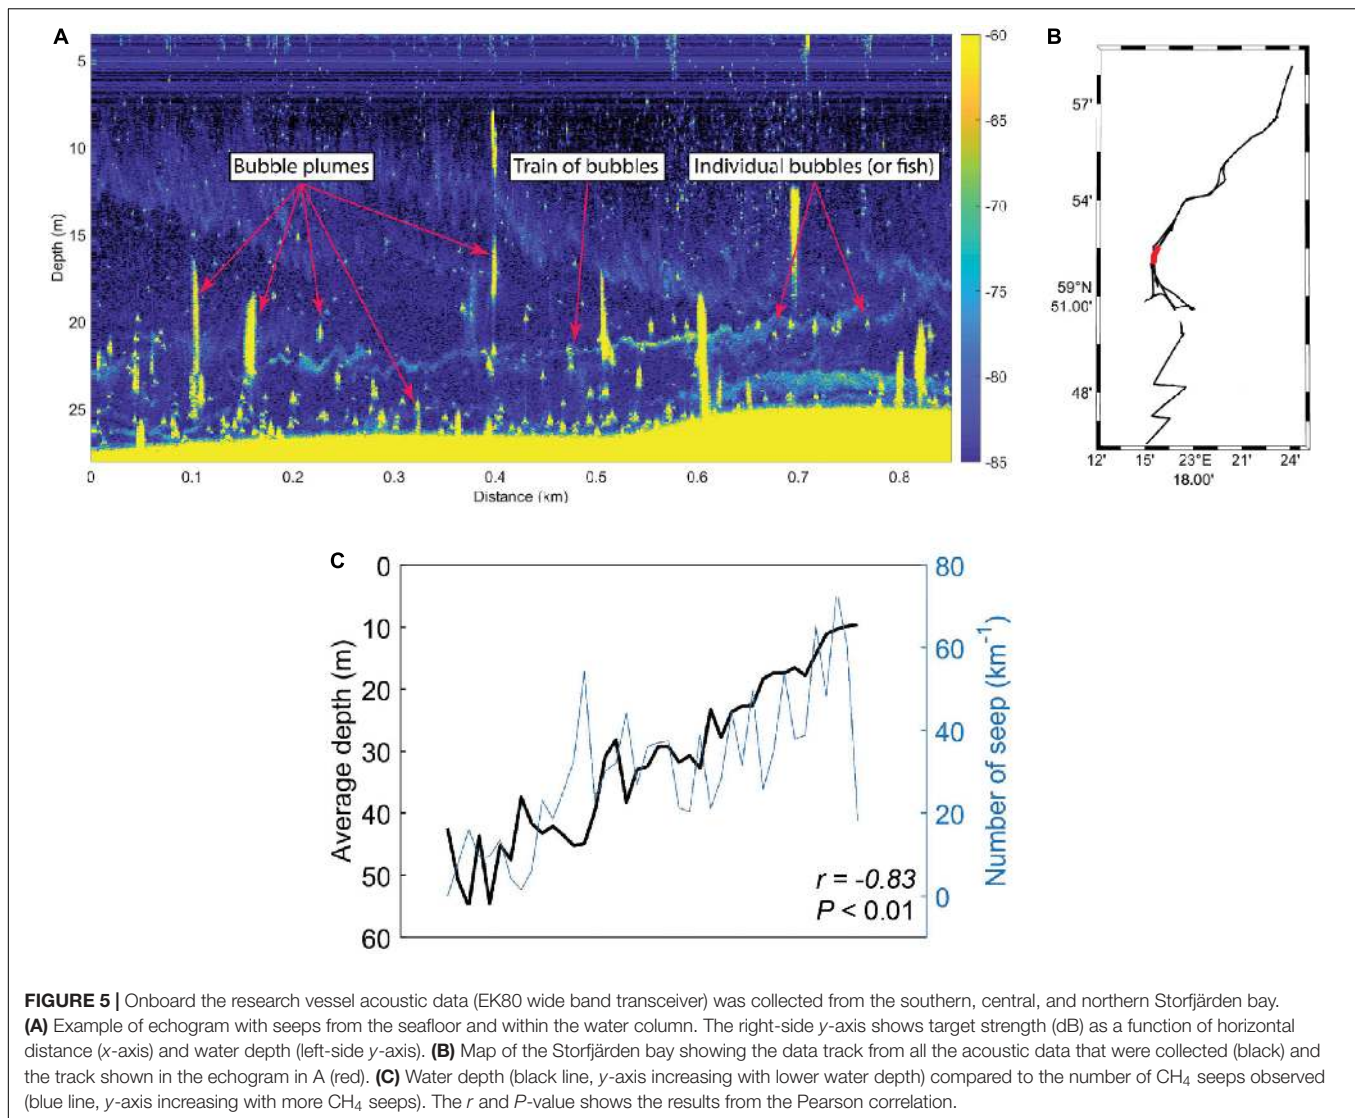 A
5
10
15
20
25
Depth (m)
Bubble plumes
Train of bubbles
Individual bubbles (or fish)
0 0.1 0.2 0.3 0.4 0.5 0.6 0.7 0.8
Distance (km)
-60
-65
-70
-75
-80
-85
B
57'
54'
59°N
51.00'
48'
12' 15' 23°E 21' 24'
18.00'
C
0
10
20
30
40
50
60
Average depth (m)
80
60
40
20
0
Number of seep (km⁻¹)
r = -0.83
P < 0.01
FIGURE 5 | Onboard the research vessel acoustic data (EK80 wide band transceiver) was collected from the southern, central, and northern Storfjärden bay.
(A) Example of echogram with seeps from the seafloor and within the water column. The right-side y-axis shows target strength (dB) as a function of horizontal
distance (x-axis) and water depth (left-side y-axis). (B) Map of the Storfjärden bay showing the data track from all the acoustic data that were collected (black) and
the track shown in the echogram in A (red). (C) Water depth (black line, y-axis increasing with lower water depth) compared to the number of CH₄ seeps observed
(blue line, y-axis increasing with more CH₄ seeps). The r and P-value shows the results from the Pearson correlation.